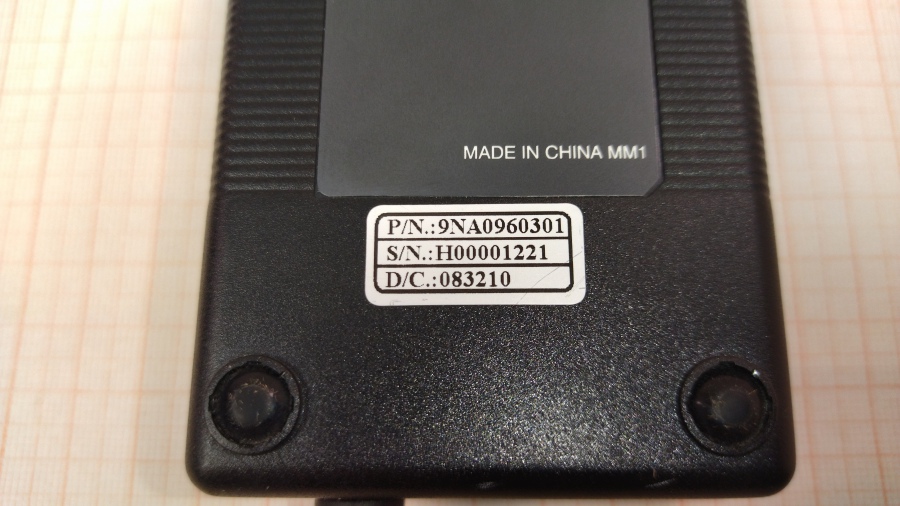 MADE IN CHINA MM1
P/N.:9NA0960301
S/N.:H00001221
D/C.:083210